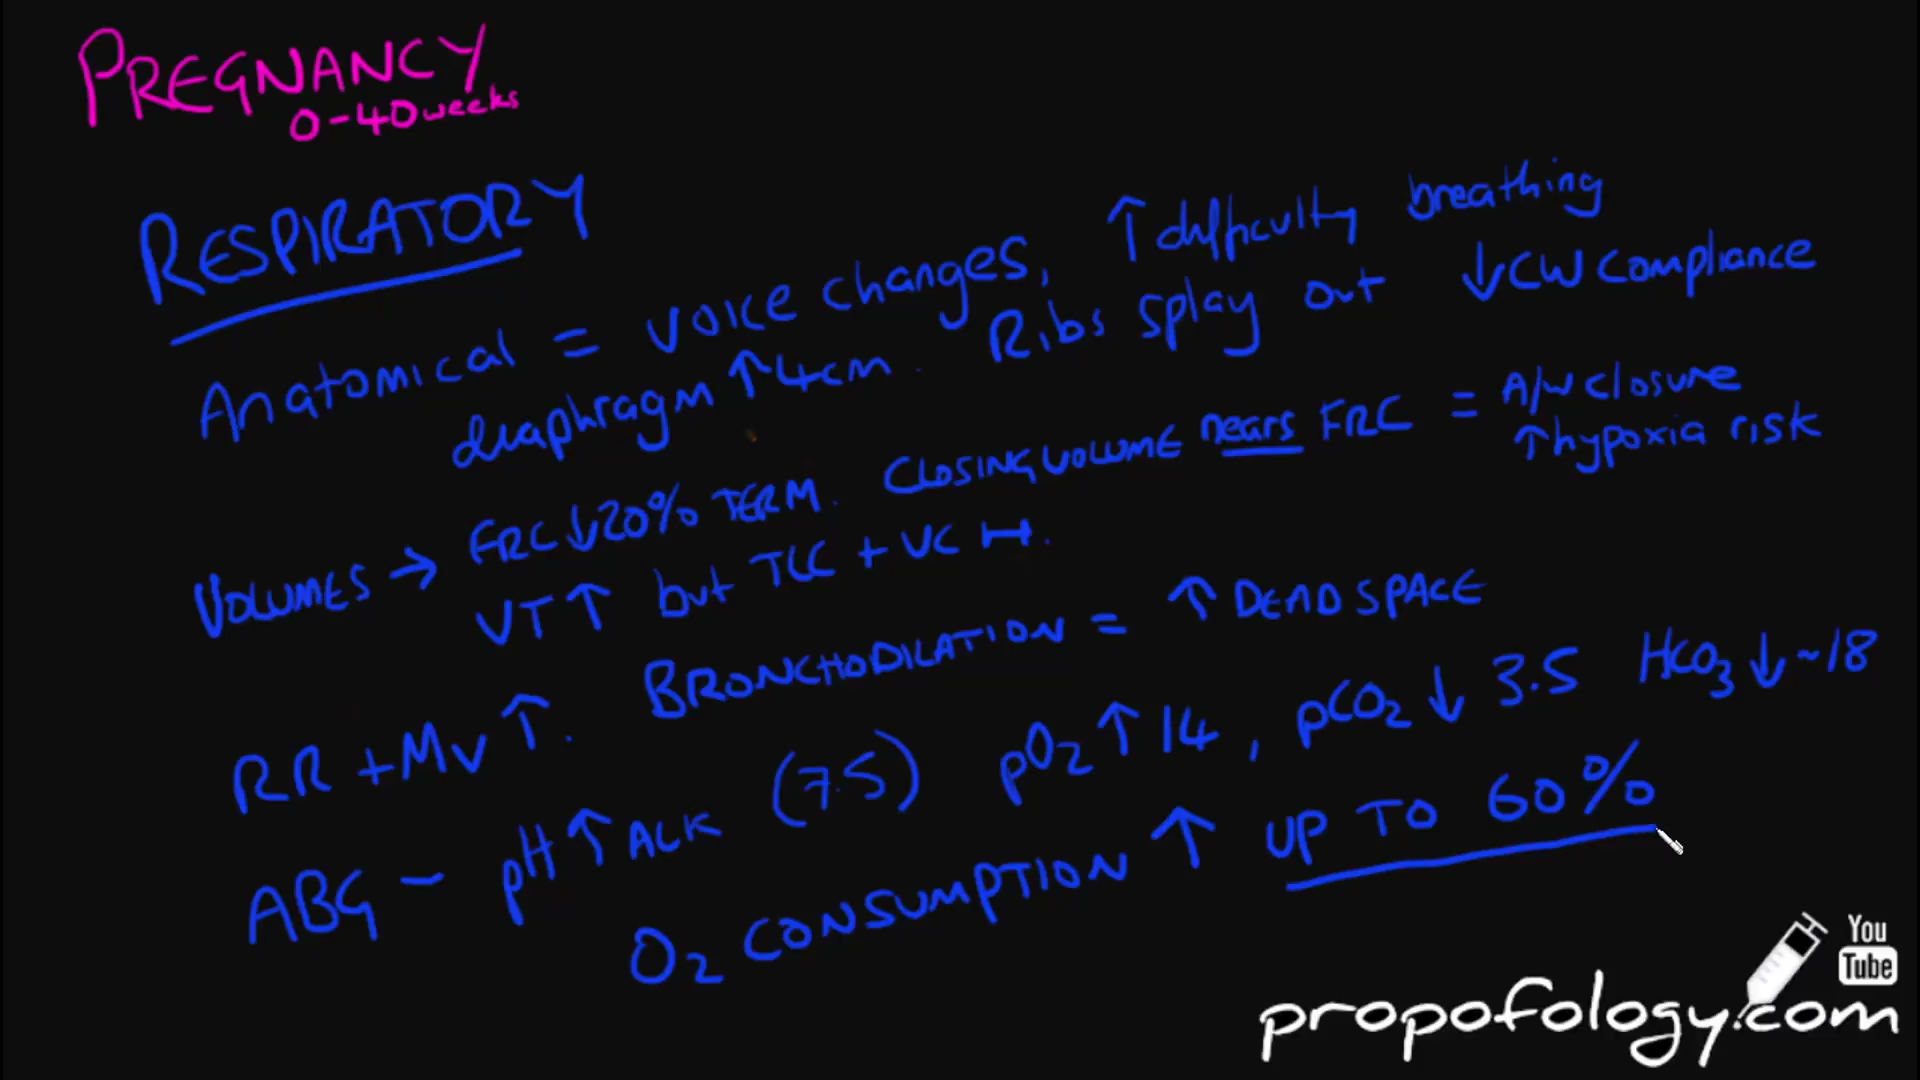 PREGNANCY
0-40weeks
RESPIRATORY
Anatomical = voice changes, ↑difficulty breathing
diaphragm ↑4cm. Ribs splay out ↓CW compliance
VOLUMES → FRC↓20% TERM. CLOSING VOLUME nears FRC = A/W closure
↑hypoxia risk
VT↑ but TLC + VC ↔.
RR + MV ↑. BRONCHODILATION = ↑ DEAD SPACE
ABG - pH↑ ALK (7.5) pO2↑14, pCO2↓ 3.5 HCO3↓~18
O2 CONSUMPTION ↑ UP TO 60%
You
Tube
propofology.com